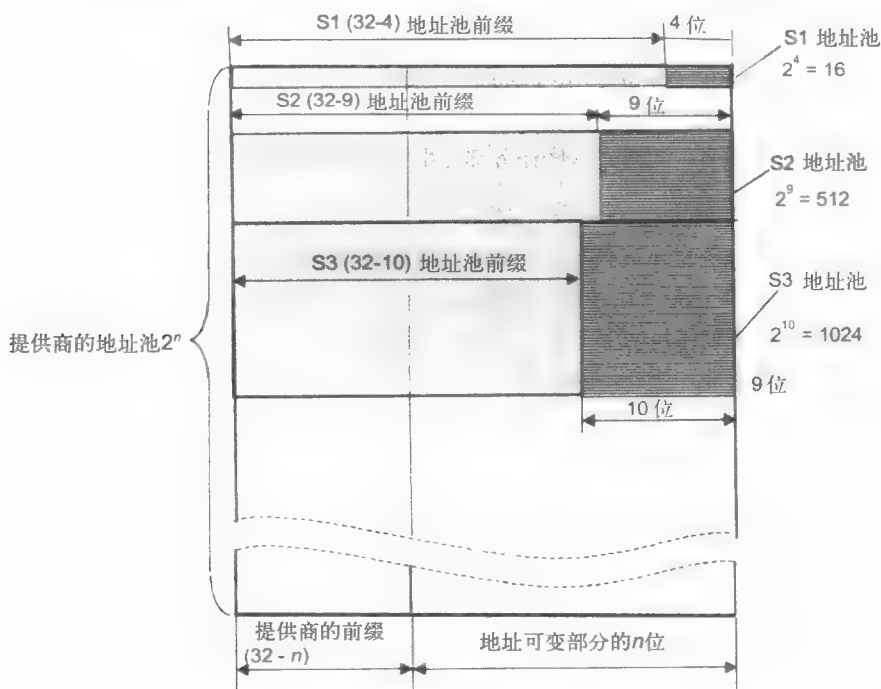 S1 (32-4) 地址池前缀
4 位
S1 地址池
2⁴ = 16
S2 (32-9) 地址池前缀
9 位
S2 地址池
2⁹ = 512
S3 (32-10) 地址池前缀
S3 地址池
2¹⁰ = 1024
提供商的地址池2ⁿ
9 位
10 位
提供商的前缀
(32 - n)
地址可变部分的n位